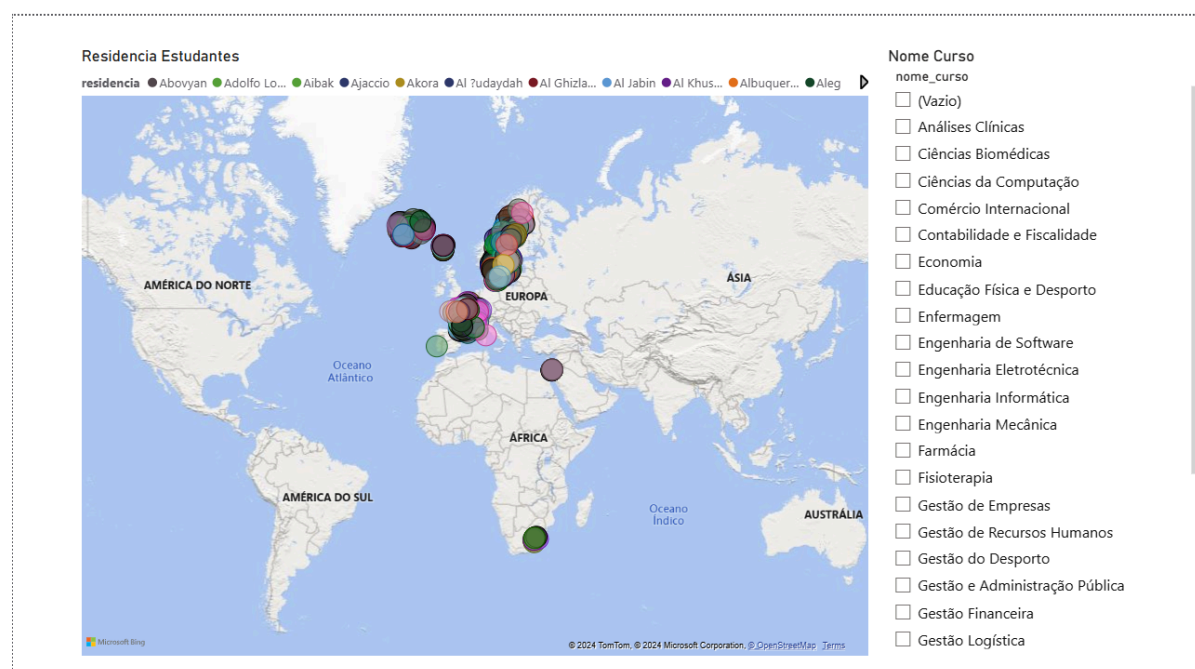 Residencia Estudantes
residencia Abovyan Adolfo Lo... Aibak Ajaccio Akora Al ?udaydah Al Ghizla... Al Jabin Al Khus... Albuquer... Aleg
AMÉRICA DO NORTE
EUROPA
ÁSIA
Oceano
Atlântico
ÁFRICA
AMÉRICA DO SUL
Oceano
Índico
AUSTRÁLIA
Microsoft Bing
© 2024 TomTom, © 2024 Microsoft Corporation, © OpenStreetMap Terms
Nome Curso
nome_curso
(Vazio)
Análises Clínicas
Ciências Biomédicas
Ciências da Computação
Comércio Internacional
Contabilidade e Fiscalidade
Economia
Educação Física e Desporto
Enfermagem
Engenharia de Software
Engenharia Eletrotécnica
Engenharia Informática
Engenharia Mecânica
Farmácia
Fisioterapia
Gestão de Empresas
Gestão de Recursos Humanos
Gestão do Desporto
Gestão e Administração Pública
Gestão Financeira
Gestão Logística